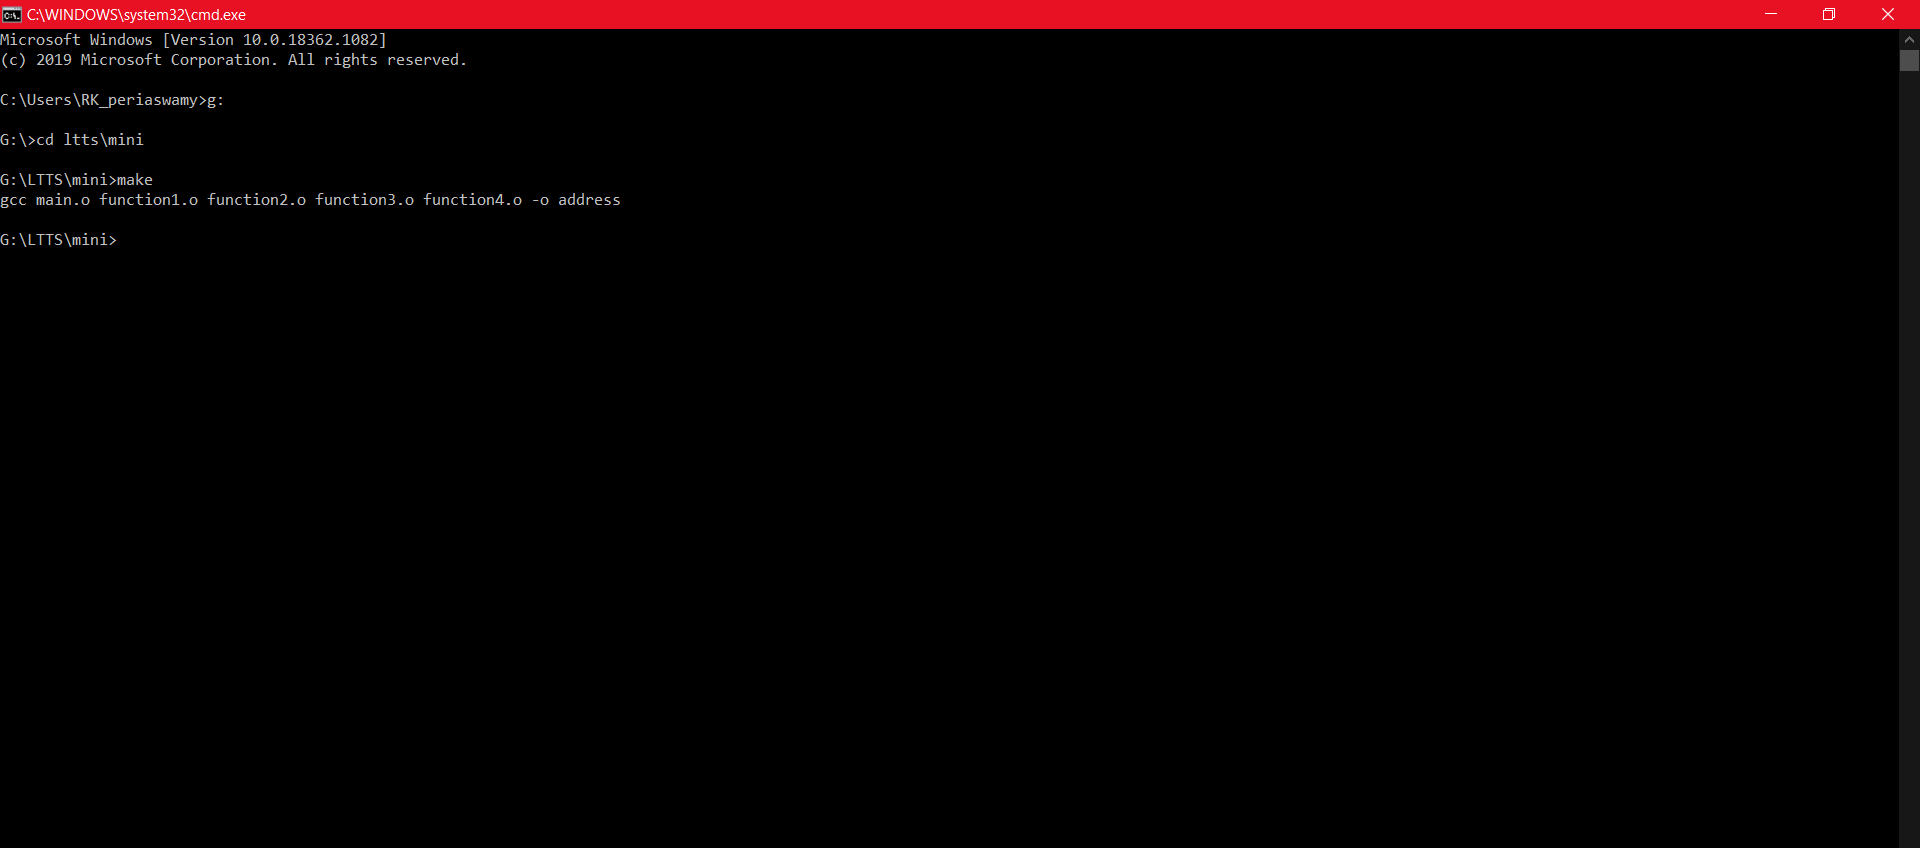 C:\WINDOWS\system32\cmd.exe
Microsoft Windows [Version 10.0.18362.1082]
(c) 2019 Microsoft Corporation. All rights reserved.
C:\Users\RK_periaswamy>g:
G:\>cd ltts\mini
G:\LTTS\mini>make
gcc main.o function1.o function2.o function3.o function4.o -o address
G:\LTTS\mini>